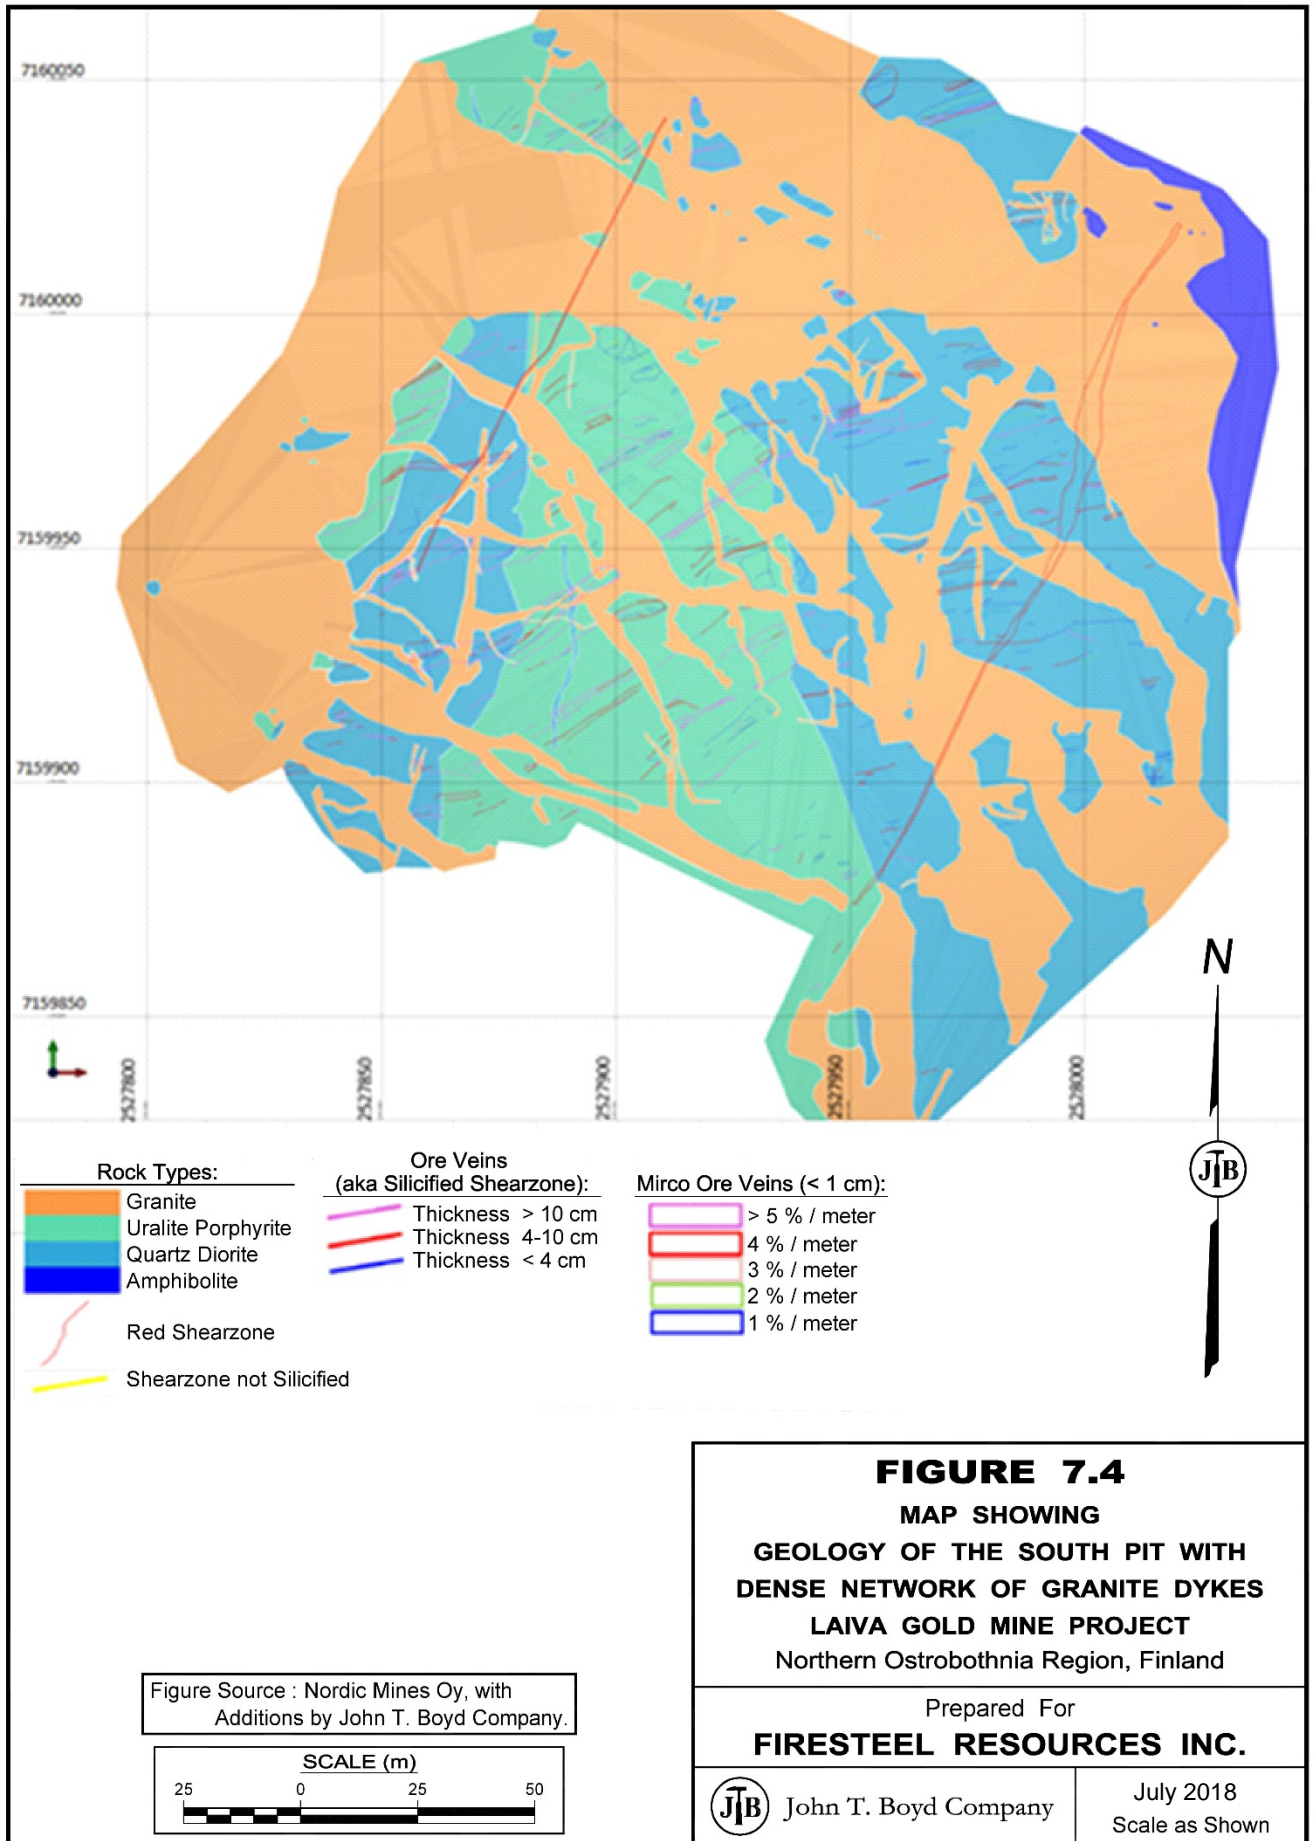 7160050
7160000
7159950
7159900
7159850
2527800
2527850
2527900
2527950
2528000
N
JTB
Rock Types:
Granite
Uralite Porphyrite
Quartz Diorite
Amphibolite
Red Shearzone
Shearzone not Silicified
Ore Veins
(aka Silicified Shearzone):
Thickness > 10 cm
Thickness 4-10 cm
Thickness < 4 cm
Mirco Ore Veins (< 1 cm):
> 5 % / meter
4 % / meter
3 % / meter
2 % / meter
1 % / meter
FIGURE 7.4
MAP SHOWING
GEOLOGY OF THE SOUTH PIT WITH
DENSE NETWORK OF GRANITE DYKES
LAIVA GOLD MINE PROJECT
Northern Ostrobothnia Region, Finland
Prepared For
FIRESTEEL RESOURCES INC.
JTB John T. Boyd Company
July 2018
Scale as Shown
Figure Source : Nordic Mines Oy, with
Additions by John T. Boyd Company.
SCALE (m)
25 0 25 50